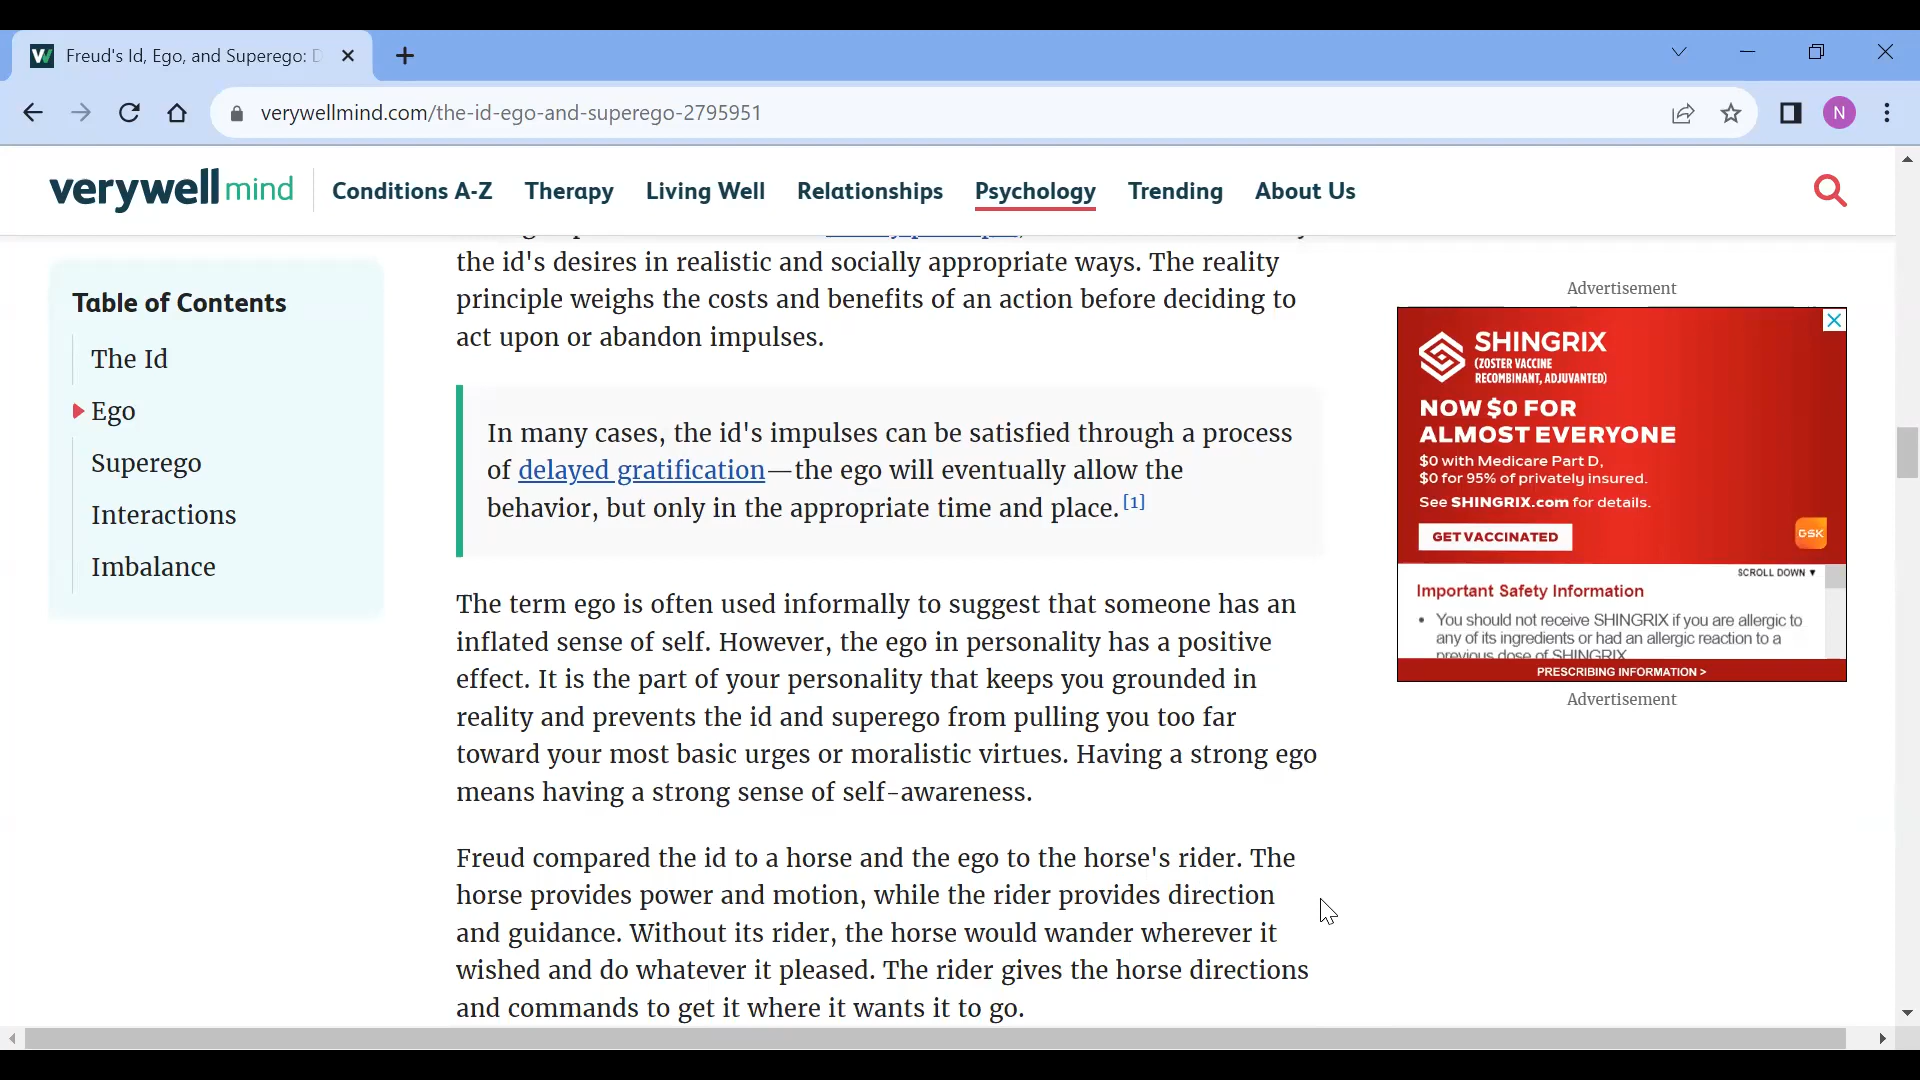 Freud's Id, Ego, and Superego:
verywellmind.com/the-id-ego-and-superego-2795951
N
verywell mind
Conditions A-Z
Therapy
Living Well
Relationships
Psychology
Trending
About Us
Table of Contents
The Id
Ego
Superego
Interactions
Imbalance
the id's desires in realistic and socially appropriate ways. The reality
principle weighs the costs and benefits of an action before deciding to
act upon or abandon impulses.
In many cases, the id's impulses can be satisfied through a process
of delayed gratification—the ego will eventually allow the
behavior, but only in the appropriate time and place. [1]
The term ego is often used informally to suggest that someone has an
inflated sense of self. However, the ego in personality has a positive
effect. It is the part of your personality that keeps you grounded in
reality and prevents the id and superego from pulling you too far
toward your most basic urges or moralistic virtues. Having a strong ego
means having a strong sense of self-awareness.
Freud compared the id to a horse and the ego to the horse's rider. The
horse provides power and motion, while the rider provides direction
and guidance. Without its rider, the horse would wander wherever it
wished and do whatever it pleased. The rider gives the horse directions
and commands to get it where it wants it to go.
Advertisement
SHINGRIX
(ZOSTER VACCINE
RECOMBINANT, ADJUVANTED)
NOW $0 FOR
ALMOST EVERYONE
$0 with Medicare Part D,
$0 for 95% of privately insured.
See SHINGRIX.com for details.
GET VACCINATED
GSK
SCROLL DOWN ▼
Important Safety Information
• You should not receive SHINGRIX if you are allergic to
any of its ingredients or had an allergic reaction to a
previous dose of SHINGRIX
PRESCRIBING INFORMATION >
Advertisement